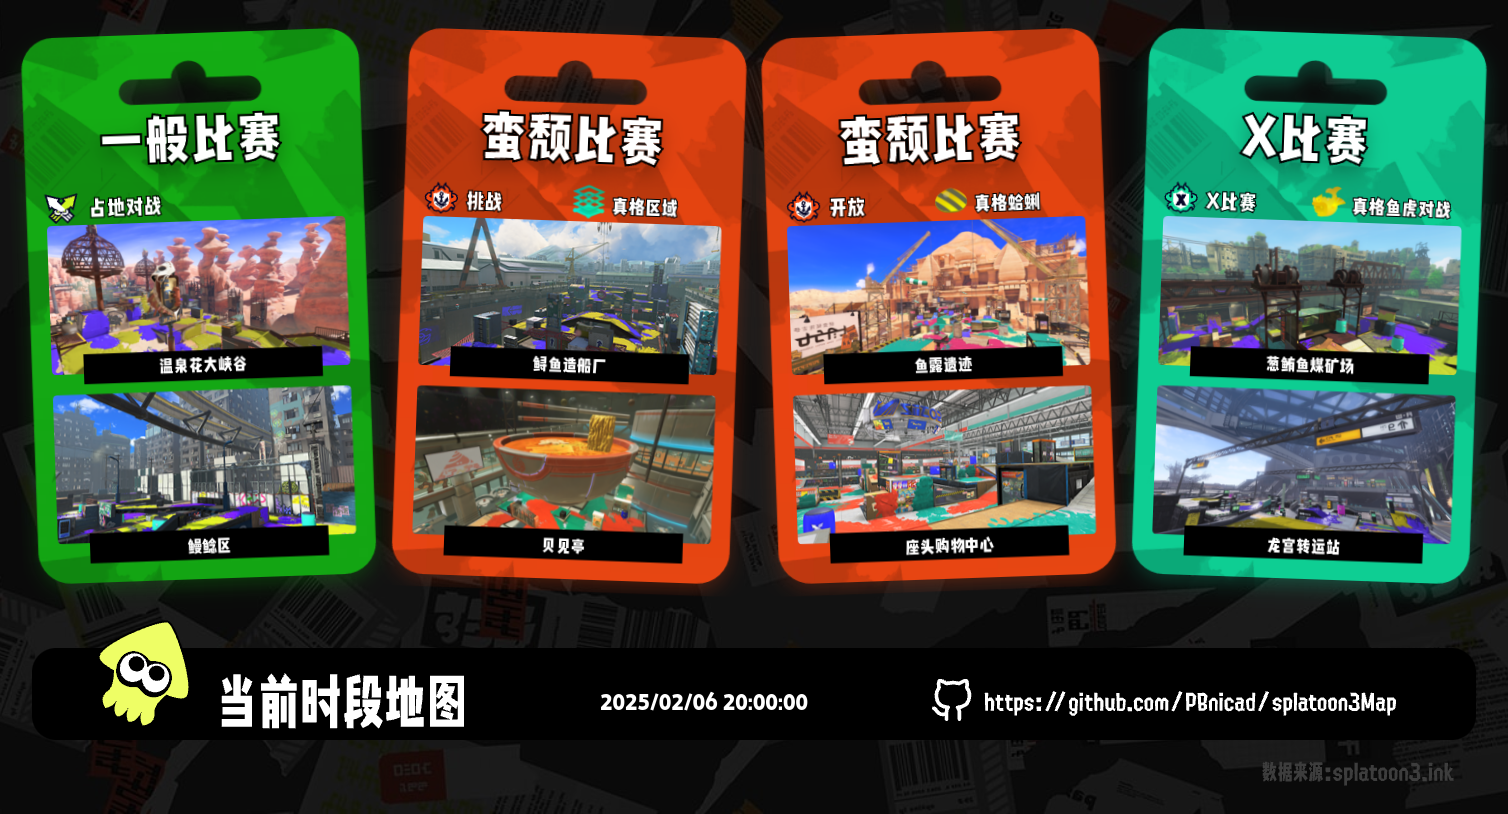 一般比赛
占地对战
温泉花大峡谷
鳗鲶区
蛮颓比赛
挑战
真格区域
鲟鱼造船厂
贝见亭
蛮颓比赛
开放
真格蛤蜊
鱼露遗迹
座头购物中心
X比赛
X比赛
真格鱼虎对战
葱鲔鱼煤矿场
龙宫转运站
当前时段地图
2025/02/06 20:00:00
https://github.com/PBnicad/splatoon3Map
数据来源:splatoon3.ink